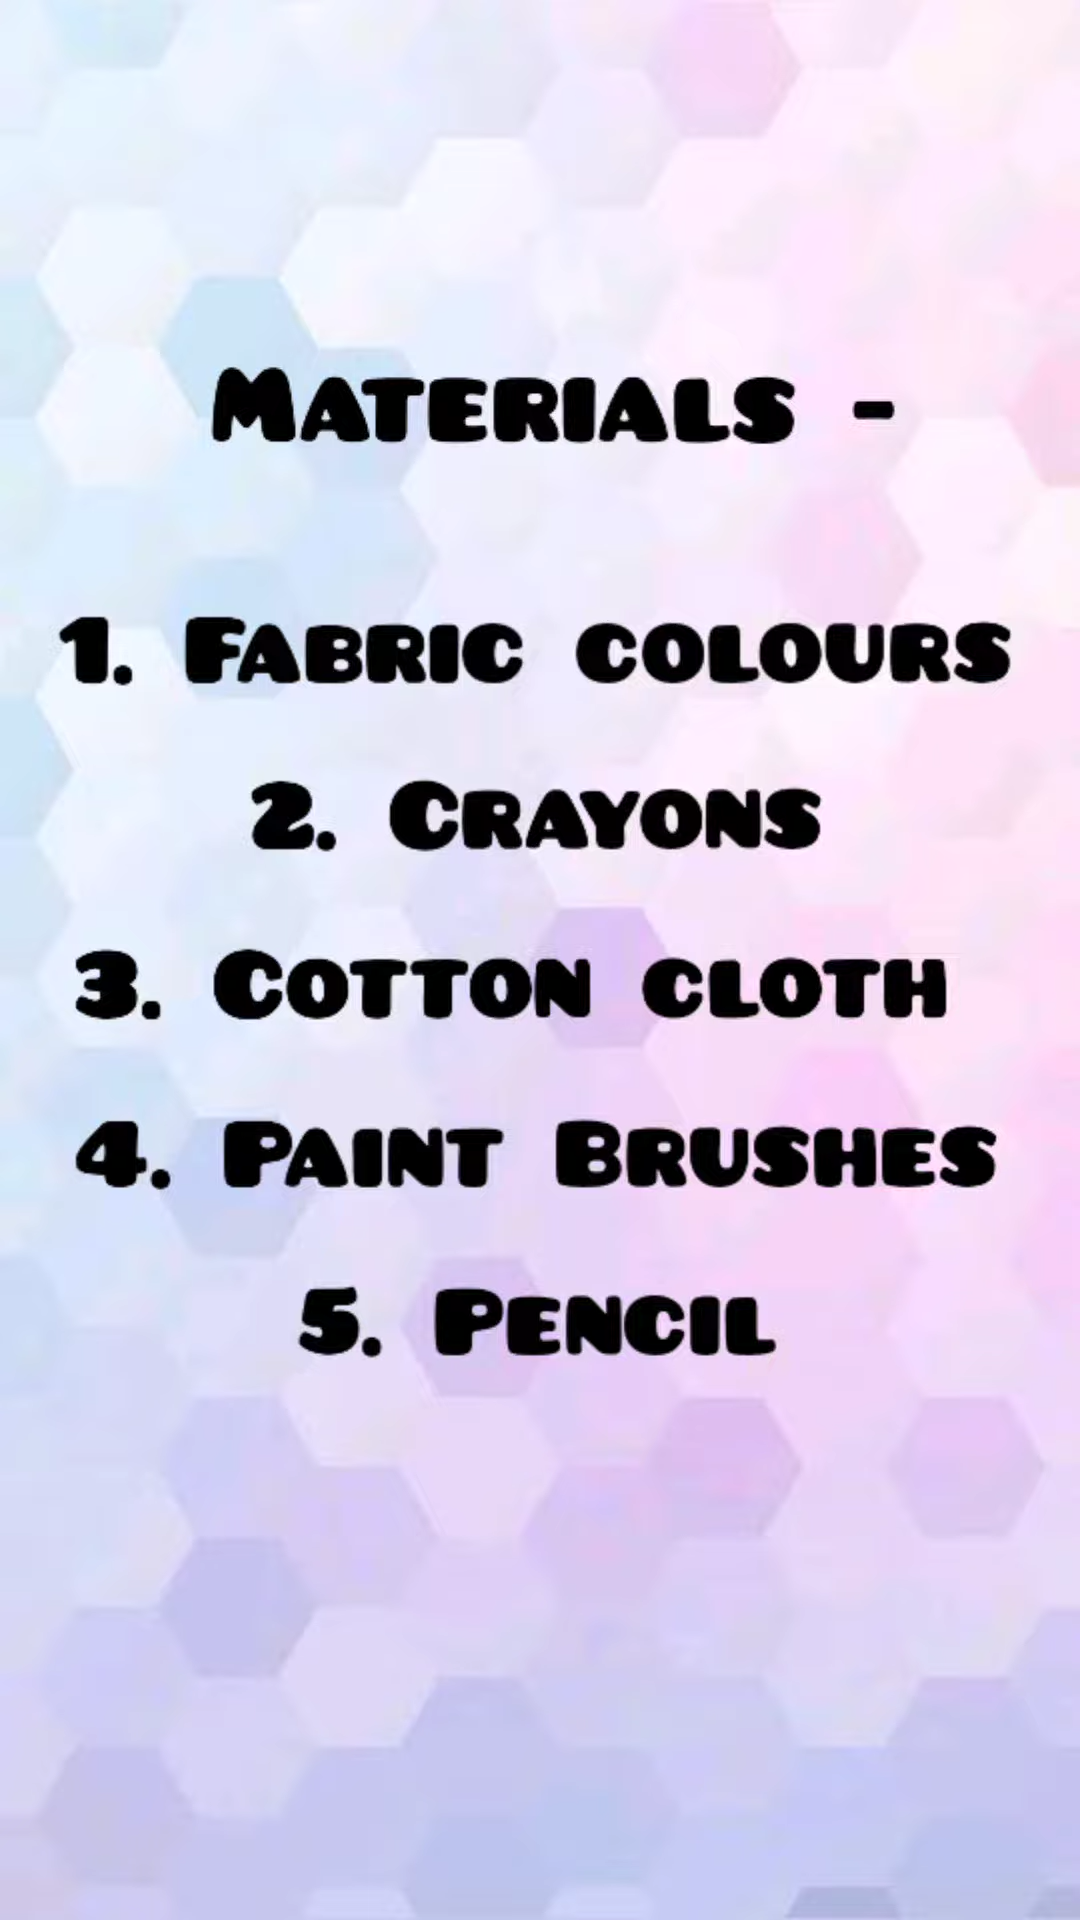 Materials -
1. Fabric colours
2. Crayons
3. Cotton cloth
4. Paint Brushes
5. Pencil